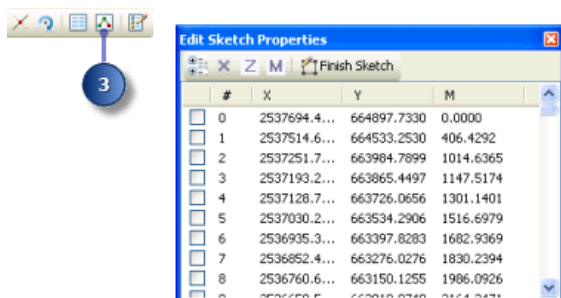 3
Edit Sketch Properties
Z M Finish Sketch
# X Y M
0 2537694.4... 664897.7330 0.0000
1 2537514.6... 664533.2530 406.4292
2 2537251.7... 663984.7899 1014.6365
3 2537193.2... 663865.4497 1147.5174
4 2537128.7... 663726.0656 1301.1401
5 2537030.2... 663534.2906 1516.6979
6 2536935.3... 663397.8283 1682.9369
7 2536852.4... 663276.0276 1830.2394
8 2536760.6... 663150.1255 1986.0926